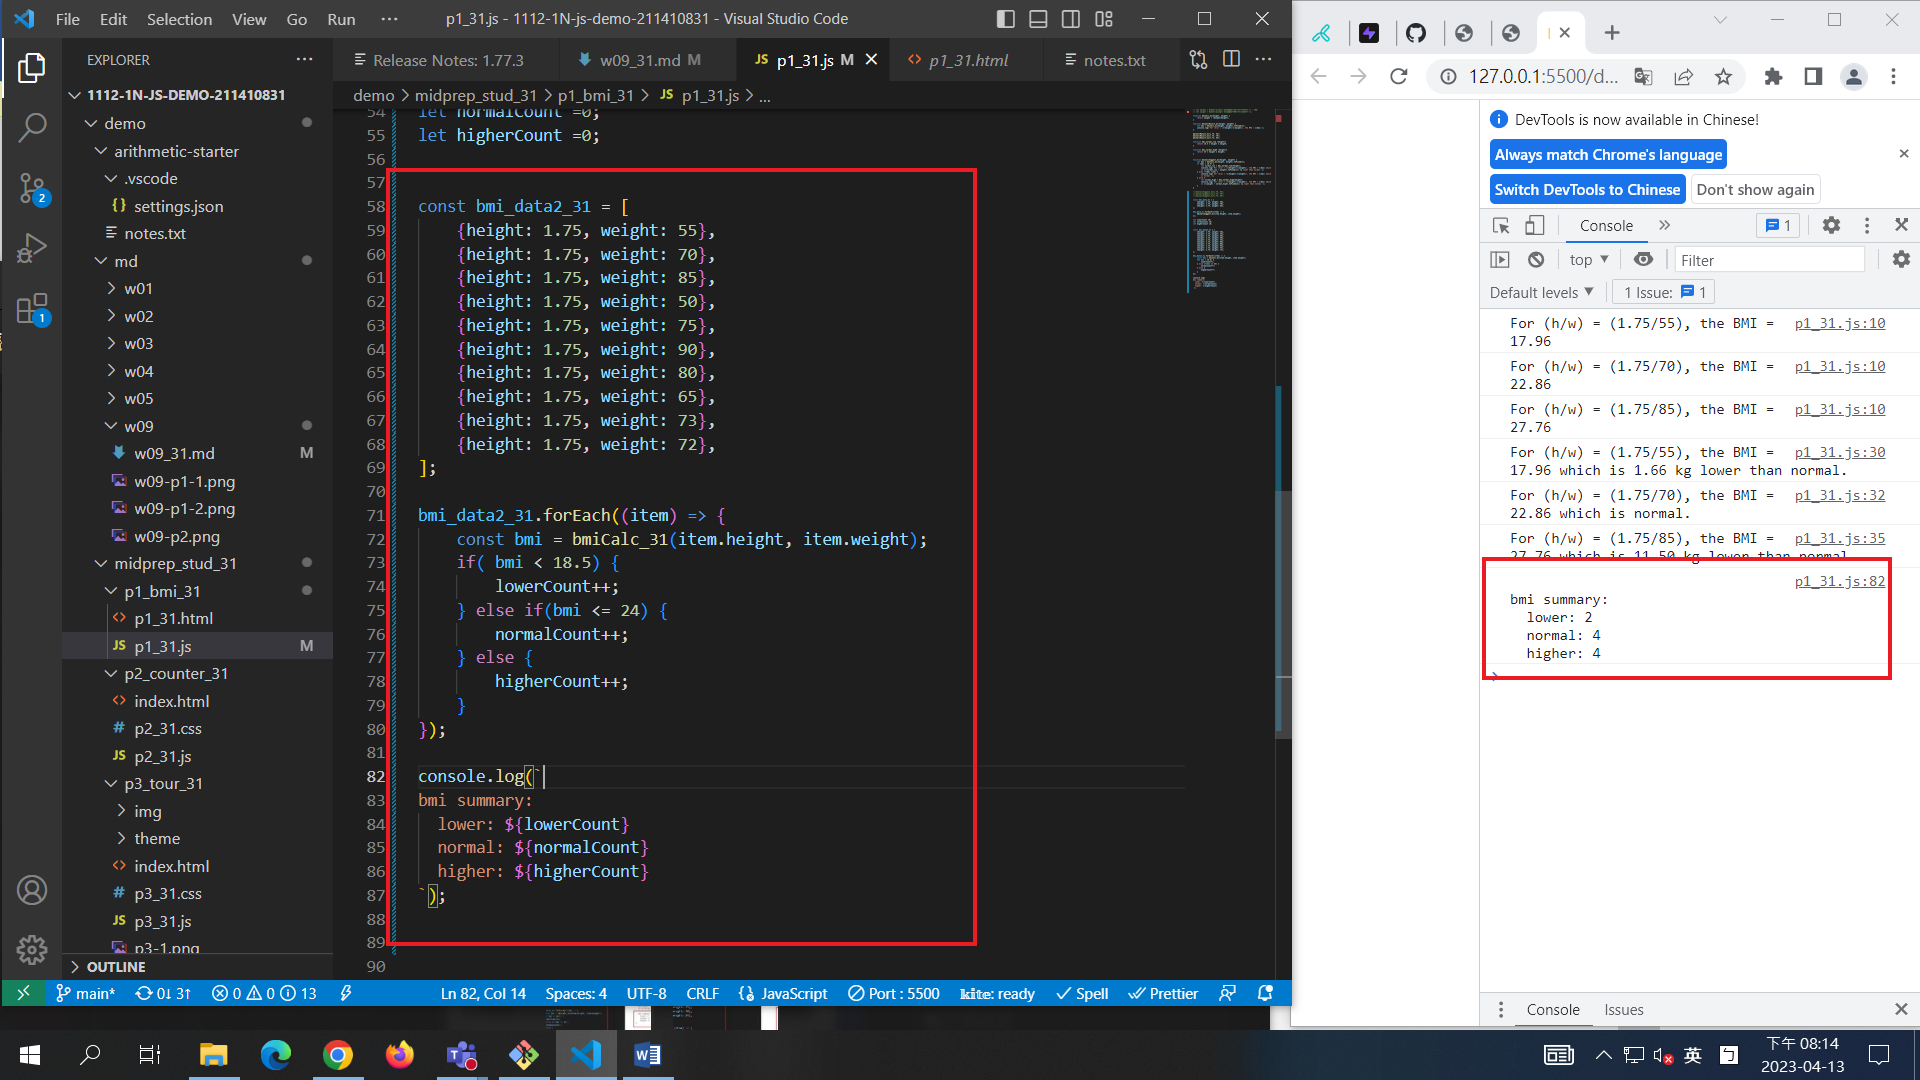 File Edit Selection View Go Run ··· p1_31.js - 1112-1N-js-demo-211410831 - Visual Studio Code
EXPLORER
1112-1N-JS-DEMO-211410831
demo
arithmetic-starter
.vscode
{} settings.json
notes.txt
md
w01
w02
w03
w04
w05
w09
w09_31.md M
w09-p1-1.png
w09-p1-2.png
w09-p2.png
midprep_stud_31
p1_bmi_31
<> p1_31.html
JS p1_31.js M
p2_counter_31
<> index.html
# p2_31.css
JS p2_31.js
p3_tour_31
img
theme
<> index.html
# p3_31.css
JS p3_31.js
p3-1.png
OUTLINE
2
1
Release Notes: 1.77.3 w09_31.md M JS p1_31.js M <> p1_31.html notes.txt
demo > midprep_stud_31 > p1_bmi_31 > JS p1_31.js > ...
54 let normalCount =0;
55 let higherCount =0;
56
57
58 const bmi_data2_31 = [
59 {height: 1.75, weight: 55},
60 {height: 1.75, weight: 70},
61 {height: 1.75, weight: 85},
62 {height: 1.75, weight: 50},
63 {height: 1.75, weight: 75},
64 {height: 1.75, weight: 90},
65 {height: 1.75, weight: 80},
66 {height: 1.75, weight: 65},
67 {height: 1.75, weight: 73},
68 {height: 1.75, weight: 72},
69 ];
70
71 bmi_data2_31.forEach((item) => {
72 const bmi = bmiCalc_31(item.height, item.weight);
73 if( bmi < 18.5) {
74 lowerCount++;
75 } else if(bmi <= 24) {
76 normalCount++;
77 } else {
78 higherCount++;
79 }
80 });
81
82 console.log(`
83 bmi summary:
84 lower: ${lowerCount}
85 normal: ${normalCount}
86 higher: ${higherCount}
87 `);
88
89
90
main* 0↓ 3↑ 0 0 13 Ln 82, Col 14 Spaces: 4 UTF-8 CRLF {} JavaScript Port : 5500 kite: ready Spell Prettier
127.0.0.1:5500/d...
DevTools is now available in Chinese!
Always match Chrome's language
Switch DevTools to Chinese Don't show again
Console 1
top Filter
Default levels 1 Issue: 1
For (h/w) = (1.75/55), the BMI = p1_31.js:10
17.96
For (h/w) = (1.75/70), the BMI = p1_31.js:10
22.86
For (h/w) = (1.75/85), the BMI = p1_31.js:10
27.76
For (h/w) = (1.75/55), the BMI = p1_31.js:30
17.96 which is 1.66 kg lower than normal.
For (h/w) = (1.75/70), the BMI = p1_31.js:32
22.86 which is normal.
For (h/w) = (1.75/85), the BMI = p1_31.js:35
27.76 which is 11.50 kg lower than normal
p1_31.js:82
bmi summary:
lower: 2
normal: 4
higher: 4
Console Issues
英 ㄅ 下午 08:14
2023-04-13